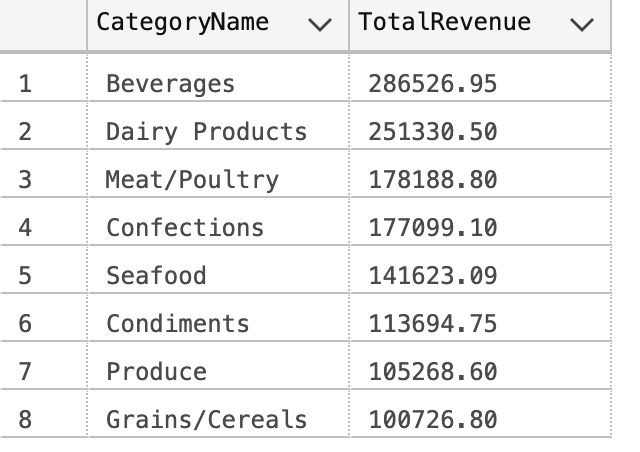 CategoryName TotalRevenue
1 Beverages 286526.95
2 Dairy Products 251330.50
3 Meat/Poultry 178188.80
4 Confections 177099.10
5 Seafood 141623.09
6 Condiments 113694.75
7 Produce 105268.60
8 Grains/Cereals 100726.80